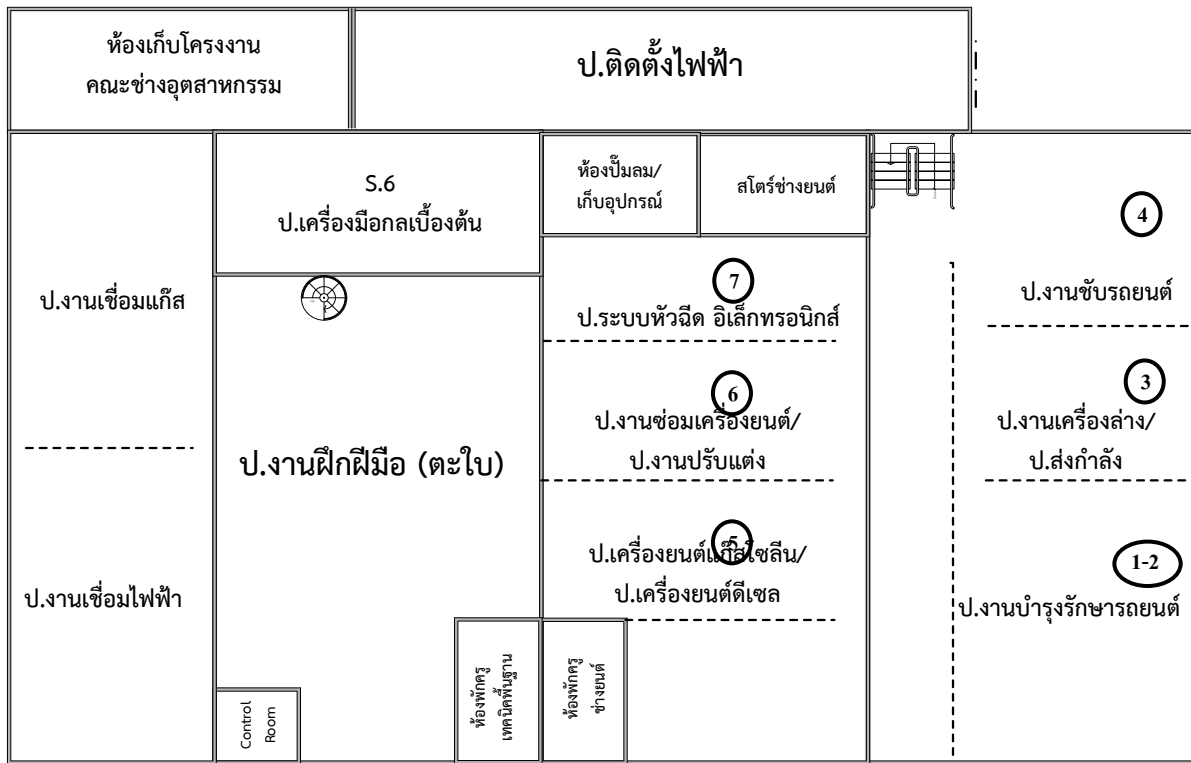 ห้องเก็บโครงงาน
คณะช่างอุตสาหกรรม
ป.ติดตั้งไฟฟ้า
S.6
ป.เครื่องมือกลเบื้องต้น
ห้องปั๊มลม/
เก็บอุปกรณ์
สโตร์ช่างยนต์
4
ป.งานเชื่อมแก๊ส
7
ป.ระบบหัวฉีด อิเล็กทรอนิกส์
ป.งานขับรถยนต์
6
ป.งานซ่อมเครื่องยนต์/
ป.งานปรับแต่ง
3
ป.งานเครื่องล่าง/
ป.ส่งกำลัง
ป.งานฝึกฝีมือ (ตะใบ)
5
ป.เครื่องยนต์แก๊สโซลีน/
ป.เครื่องยนต์ดีเซล
1-2
ป.งานบำรุงรักษารถยนต์
ป.งานเชื่อมไฟฟ้า
Control
Room
ห้องพักครู
เทคนิคพื้นฐาน
ห้องพักครู
ช่างยนต์